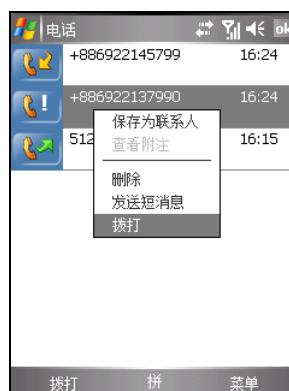 电话 ok
+886922145799 16:24
+886922137990 16:24
512 16:15
保存为联系人
查看附注
删除
发送短消息
拨打
拨打 拼 菜单